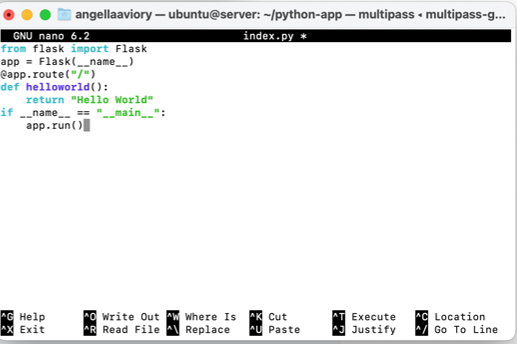 angellaaviory — ubuntu@server: ~/python-app — multipass ◂ multipass-g...
GNU nano 6.2 index.py *
from flask import Flask
app = Flask(__name__)
@app.route("/")
def helloworld():
    return "Hello World"
if __name__ == "__main__":
    app.run()
^G Help ^O Write Out ^W Where Is ^K Cut ^T Execute ^C Location
^X Exit ^R Read File ^\ Replace ^U Paste ^J Justify ^/ Go To Line